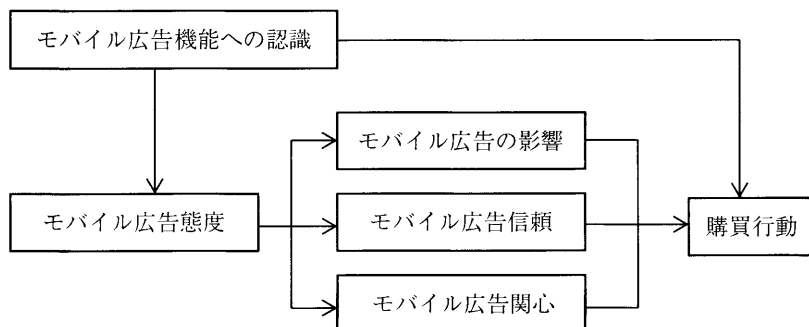 モバイル広告機能への認識
モバイル広告の影響
モバイル広告態度
モバイル広告信頼
購買行動
モバイル広告関心